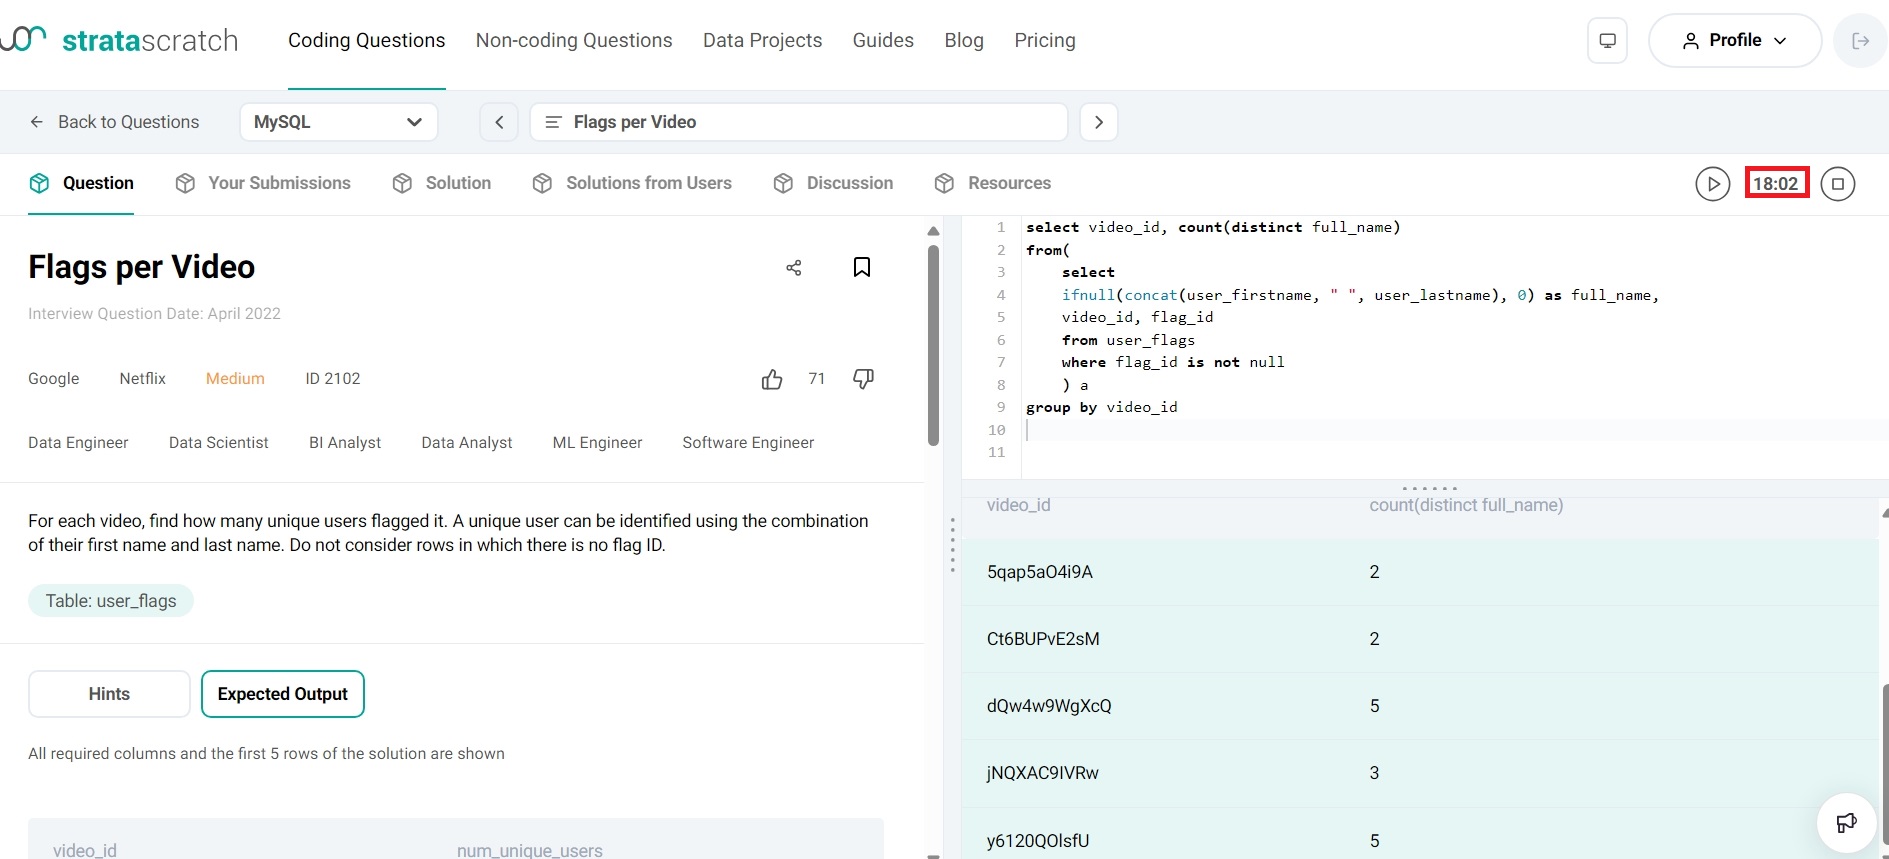 stratascratch
Coding Questions
Non-coding Questions
Data Projects
Guides
Blog
Pricing
Profile
Back to Questions
MySQL
Flags per Video
Question
Your Submissions
Solution
Solutions from Users
Discussion
Resources
18:02
Flags per Video
Interview Question Date: April 2022
Google
Netflix
Medium
ID 2102
71
Data Engineer
Data Scientist
BI Analyst
Data Analyst
ML Engineer
Software Engineer
For each video, find how many unique users flagged it. A unique user can be identified using the combination
of their first name and last name. Do not consider rows in which there is no flag ID.
Table: user_flags
Hints
Expected Output
All required columns and the first 5 rows of the solution are shown
video_id
num_unique_users
1 select video_id, count(distinct full_name)
2 from(
3 select
4 ifnull(concat(user_firstname, " ", user_lastname), 0) as full_name,
5 video_id, flag_id
6 from user_flags
7 where flag_id is not null
8 ) a
9 group by video_id
10
11
video_id count(distinct full_name)
5qap5aO4i9A 2
Ct6BUPvE2sM 2
dQw4w9WgXcQ 5
jNQXAC9IVRw 3
y6120QOlsfU 5